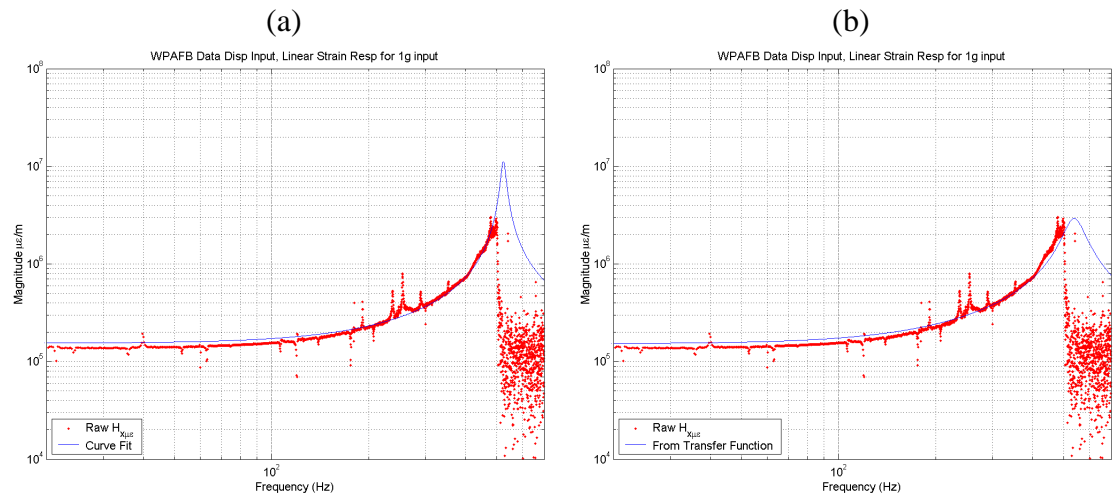 (a)
WPAFB Data Disp Input, Linear Strain Resp for 1g input
10^8
10^7
10^6
10^5
10^4
Magnitude με/m
10^2
Frequency (Hz)
Raw H_xμε
Curve Fit
(b)
WPAFB Data Disp Input, Linear Strain Resp for 1g input
10^8
10^7
10^6
10^5
10^4
Magnitude με/m
10^2
Frequency (Hz)
Raw H_xμε
From Transfer Function